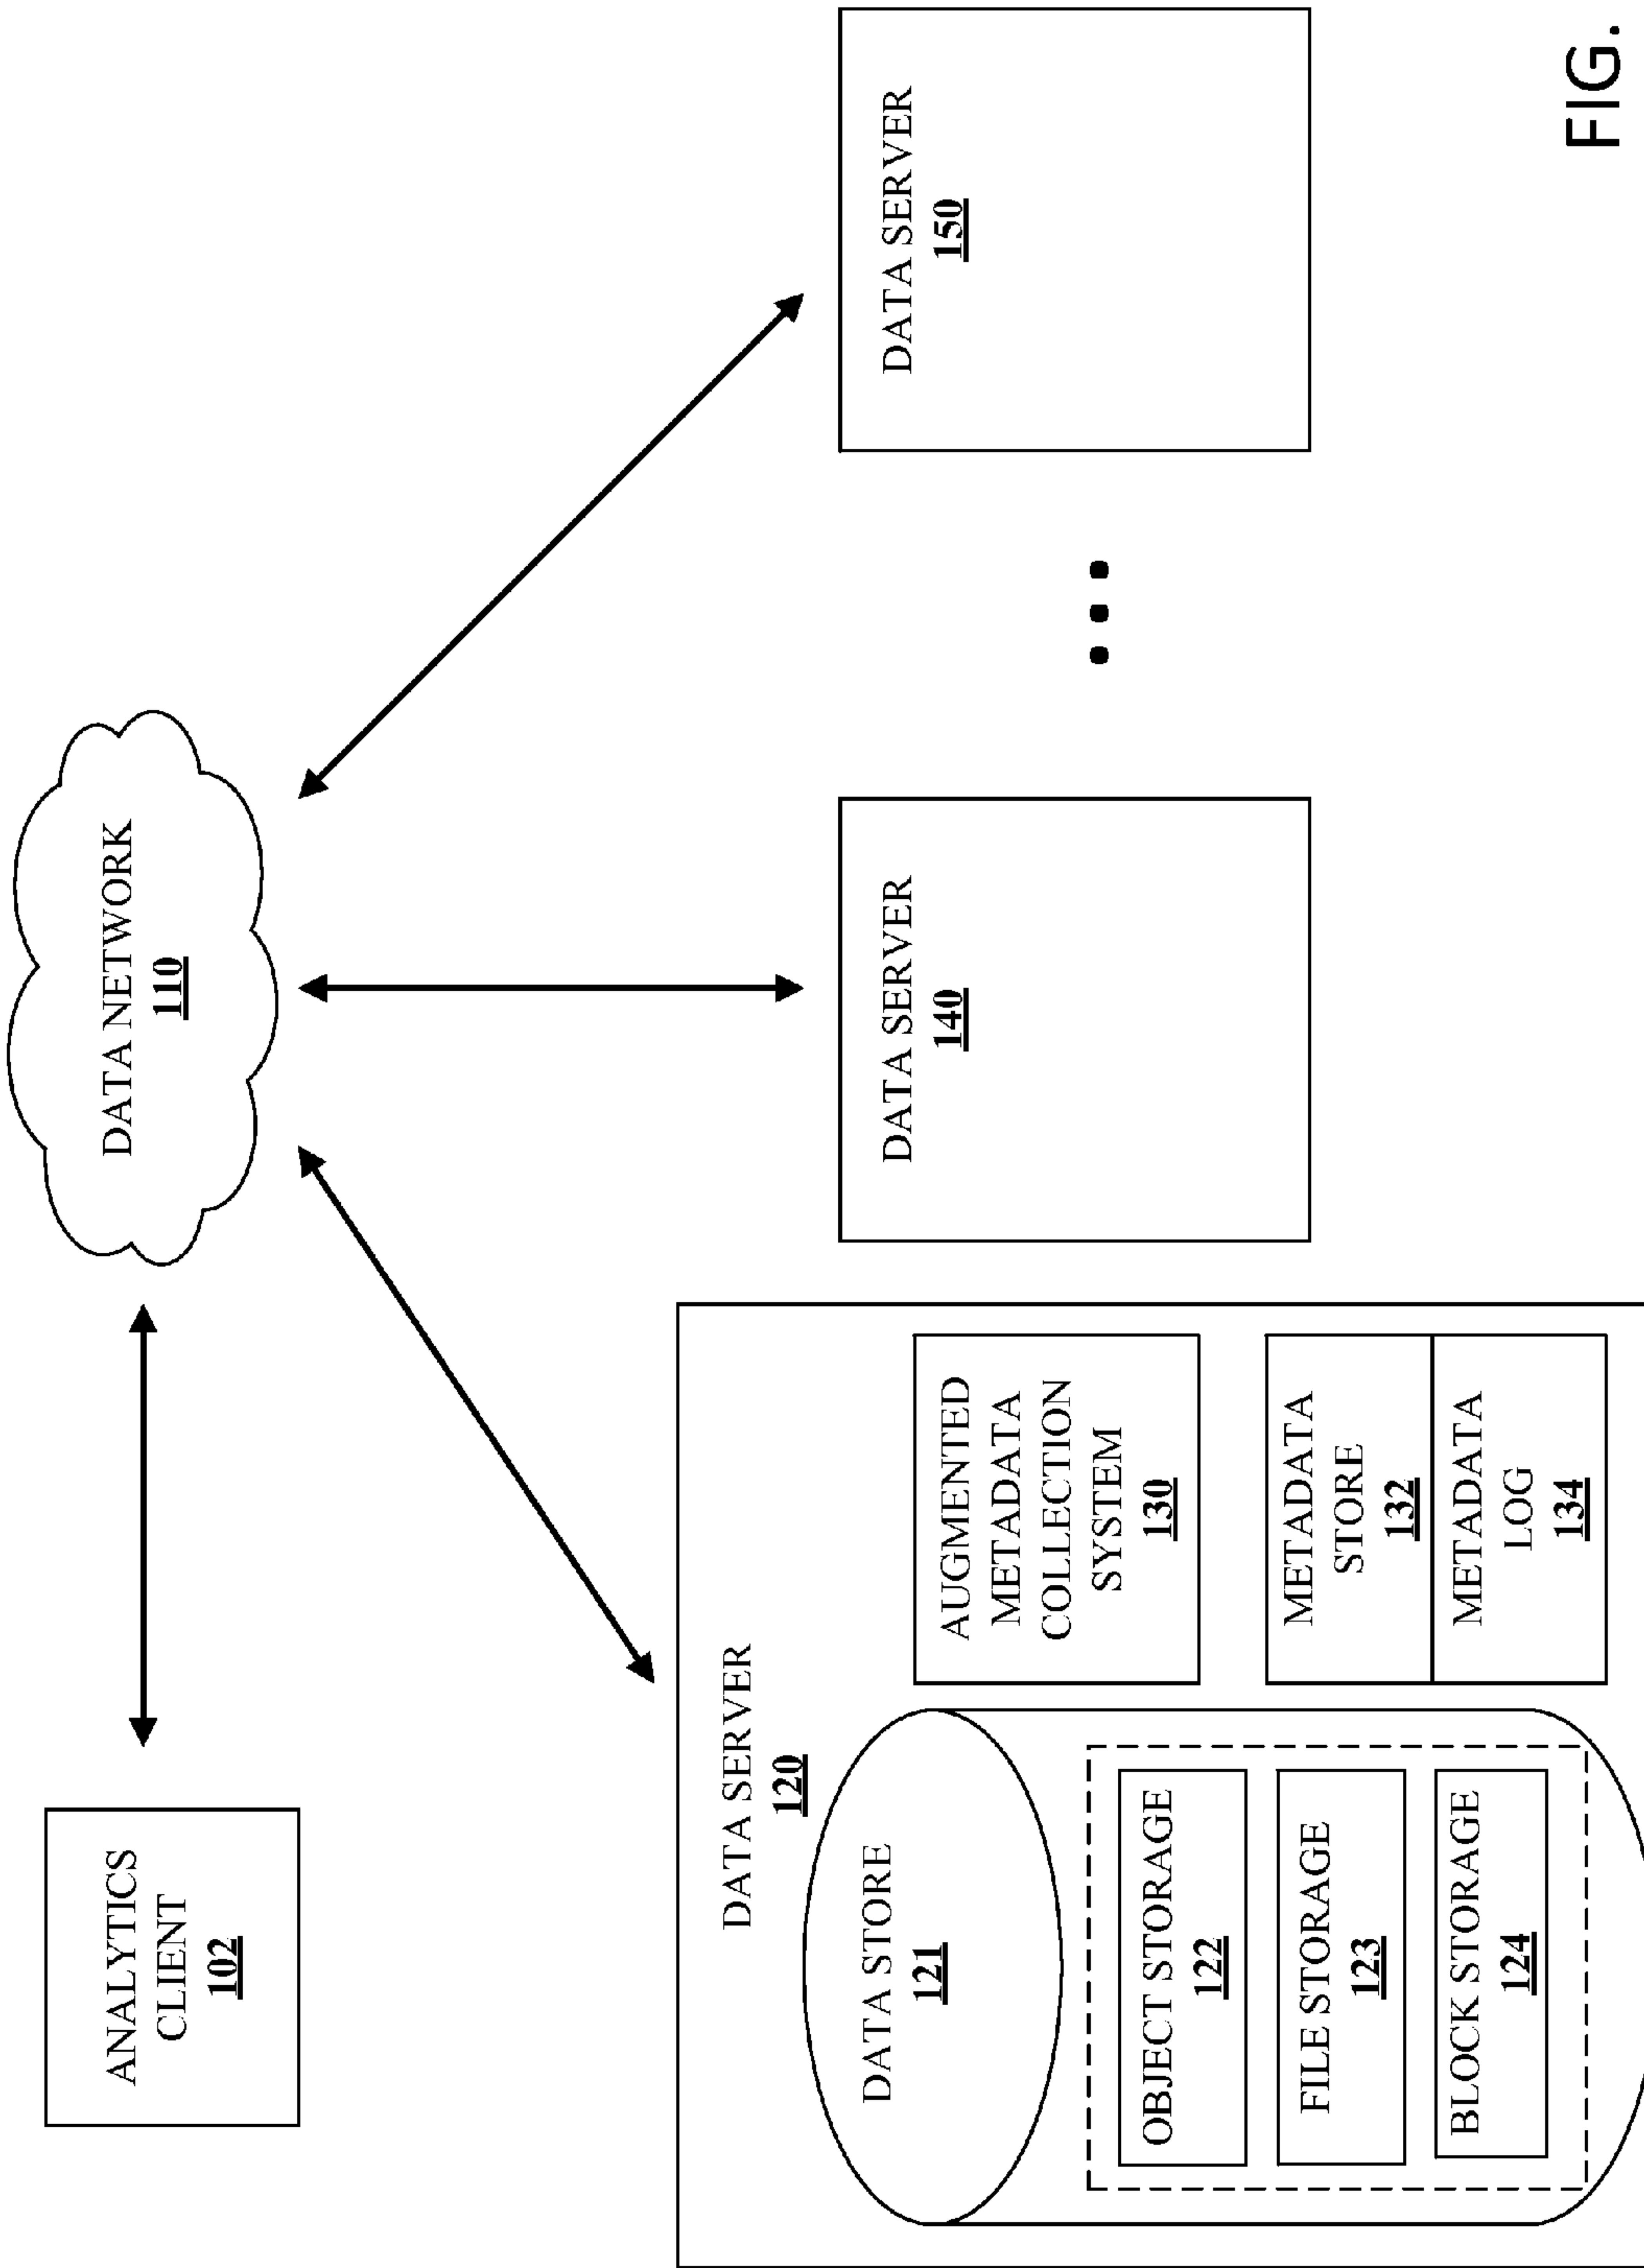 ANALYTICS
CLIENT
102
DATA NETWORK
110
DATA SERVER
120
DATA STORE
121
OBJECT STORAGE
122
FILE STORAGE
123
BLOCK STORAGE
124
AUGMENTED
METADATA
COLLECTION
SYSTEM
130
METADATA
STORE
132
METADATA
LOG
134
DATA SERVER
140
...
DATA SERVER
150
FIG.